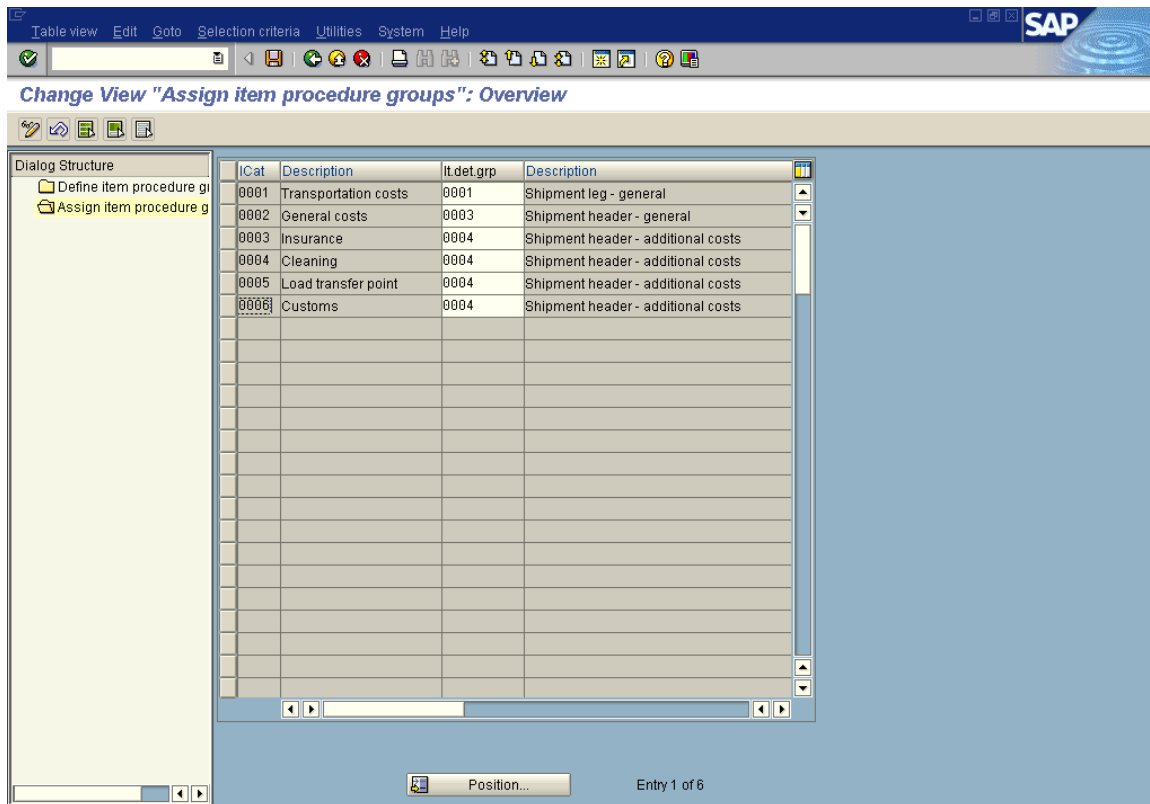 Table view Edit Goto Selection criteria Utilities System Help
SAP
Change View "Assign item procedure groups": Overview
Dialog Structure
Define item procedure gr
Assign item procedure g
ICat Description It.det.grp Description
0001 Transportation costs 0001 Shipment leg - general
0002 General costs 0003 Shipment header - general
0003 Insurance 0004 Shipment header - additional costs
0004 Cleaning 0004 Shipment header - additional costs
0005 Load transfer point 0004 Shipment header - additional costs
0006 Customs 0004 Shipment header - additional costs
Position... Entry 1 of 6